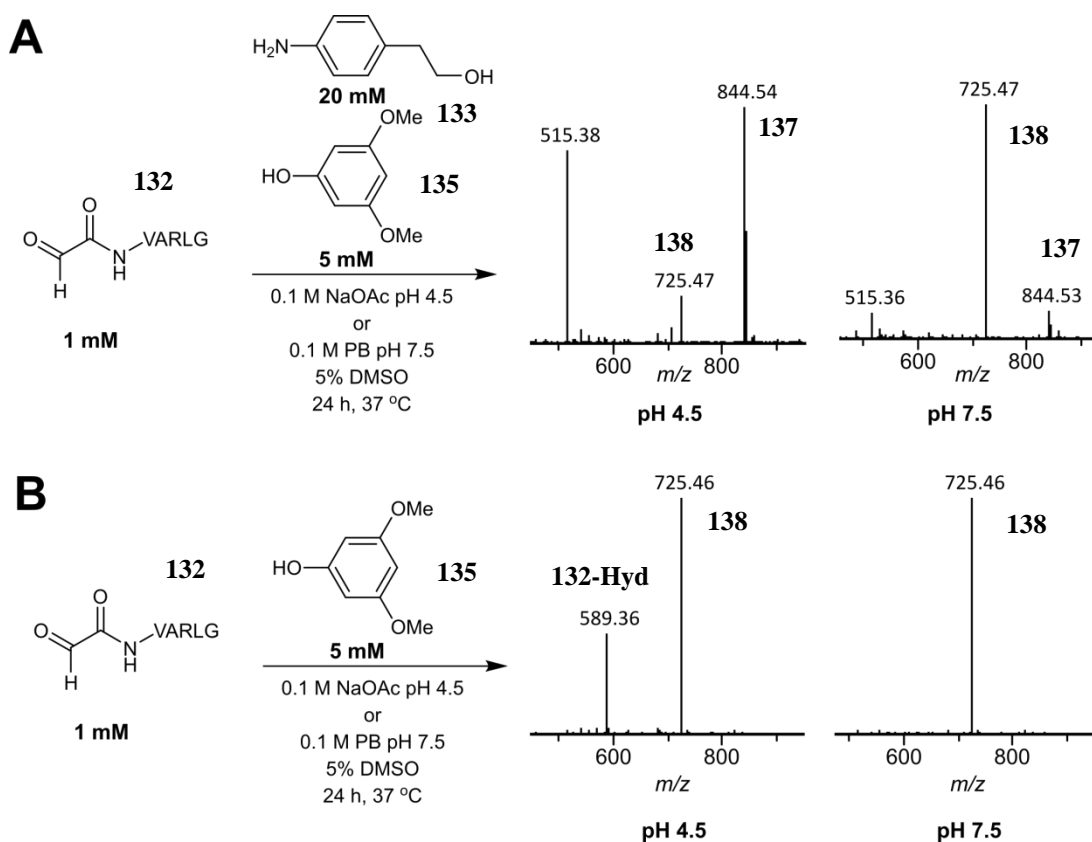 A
H₂N
OH
20 mM
133
OMe
HO
135
OMe
5 mM
132
O
O
N
H
H
VARLG
1 mM
0.1 M NaOAc pH 4.5
or
0.1 M PB pH 7.5
5% DMSO
24 h, 37 °C
515.38
138
725.47
844.54
137
600
800
m/z
pH 4.5
515.36
725.47
138
137
844.53
600
800
m/z
pH 7.5
B
132
O
O
N
H
H
VARLG
1 mM
OMe
HO
135
OMe
5 mM
0.1 M NaOAc pH 4.5
or
0.1 M PB pH 7.5
5% DMSO
24 h, 37 °C
132-Hyd
589.36
725.46
138
600
800
m/z
pH 4.5
725.46
138
600
800
m/z
pH 7.5